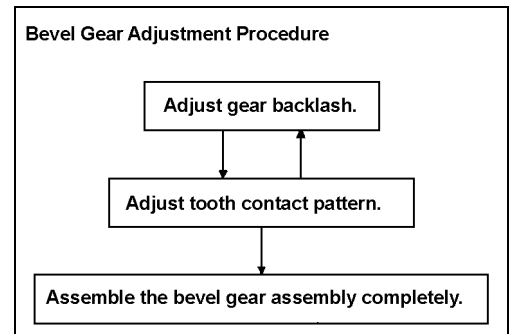 Bevel Gear Adjustment Procedure
Adjust gear backlash.
Adjust tooth contact pattern.
Assemble the bevel gear assembly completely.